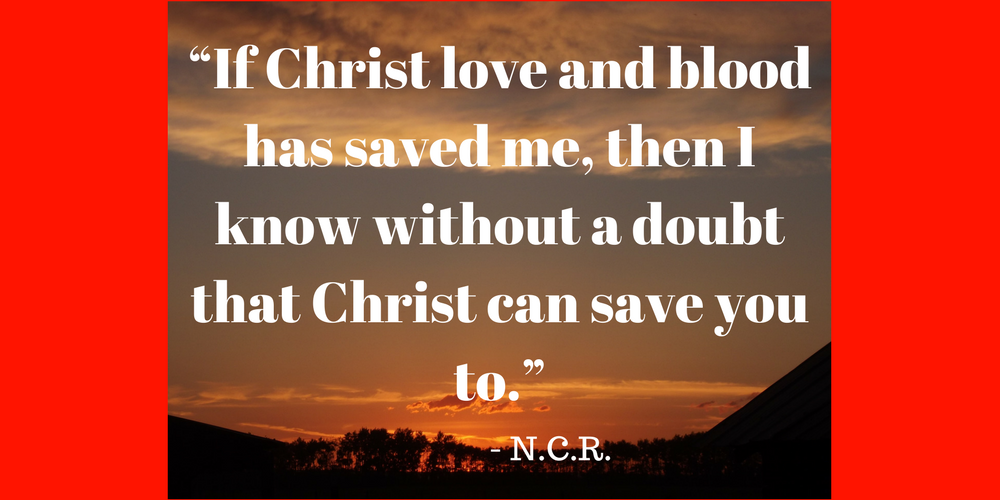 “If Christ love and blood
has saved me, then I
know without a doubt
that Christ can save you
to.”
- N.C.R.